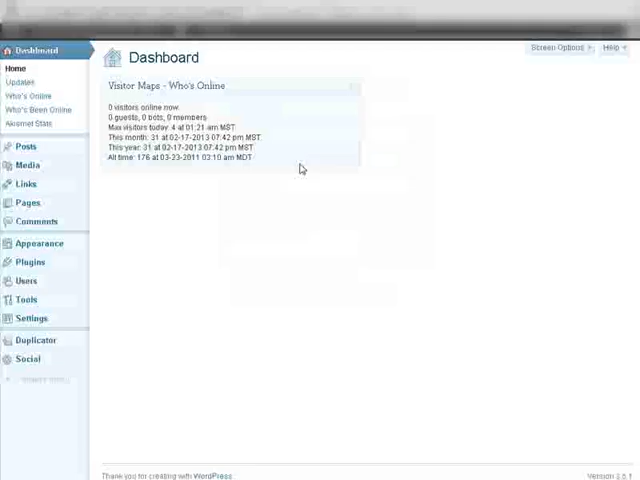 Dashboard
Dashboard
Screen Options
Help
Home
Updates
Who's Online
Who's Been Online
Akismet Stats
Visitor Maps - Who's Online
0 visitors online now.
0 guests, 0 bots, 0 members
Max visitors today: 4 at 01:21 am MST
This month: 31 at 02-17-2013 07:42 pm MST
This year: 31 at 02-17-2013 07:42 pm MST
All time: 176 at 03-23-2011 03:10 am MDT
Posts
Media
Links
Pages
Comments
Appearance
Plugins
Users
Tools
Settings
Duplicator
Social
Thank you for creating with WordPress.
Version